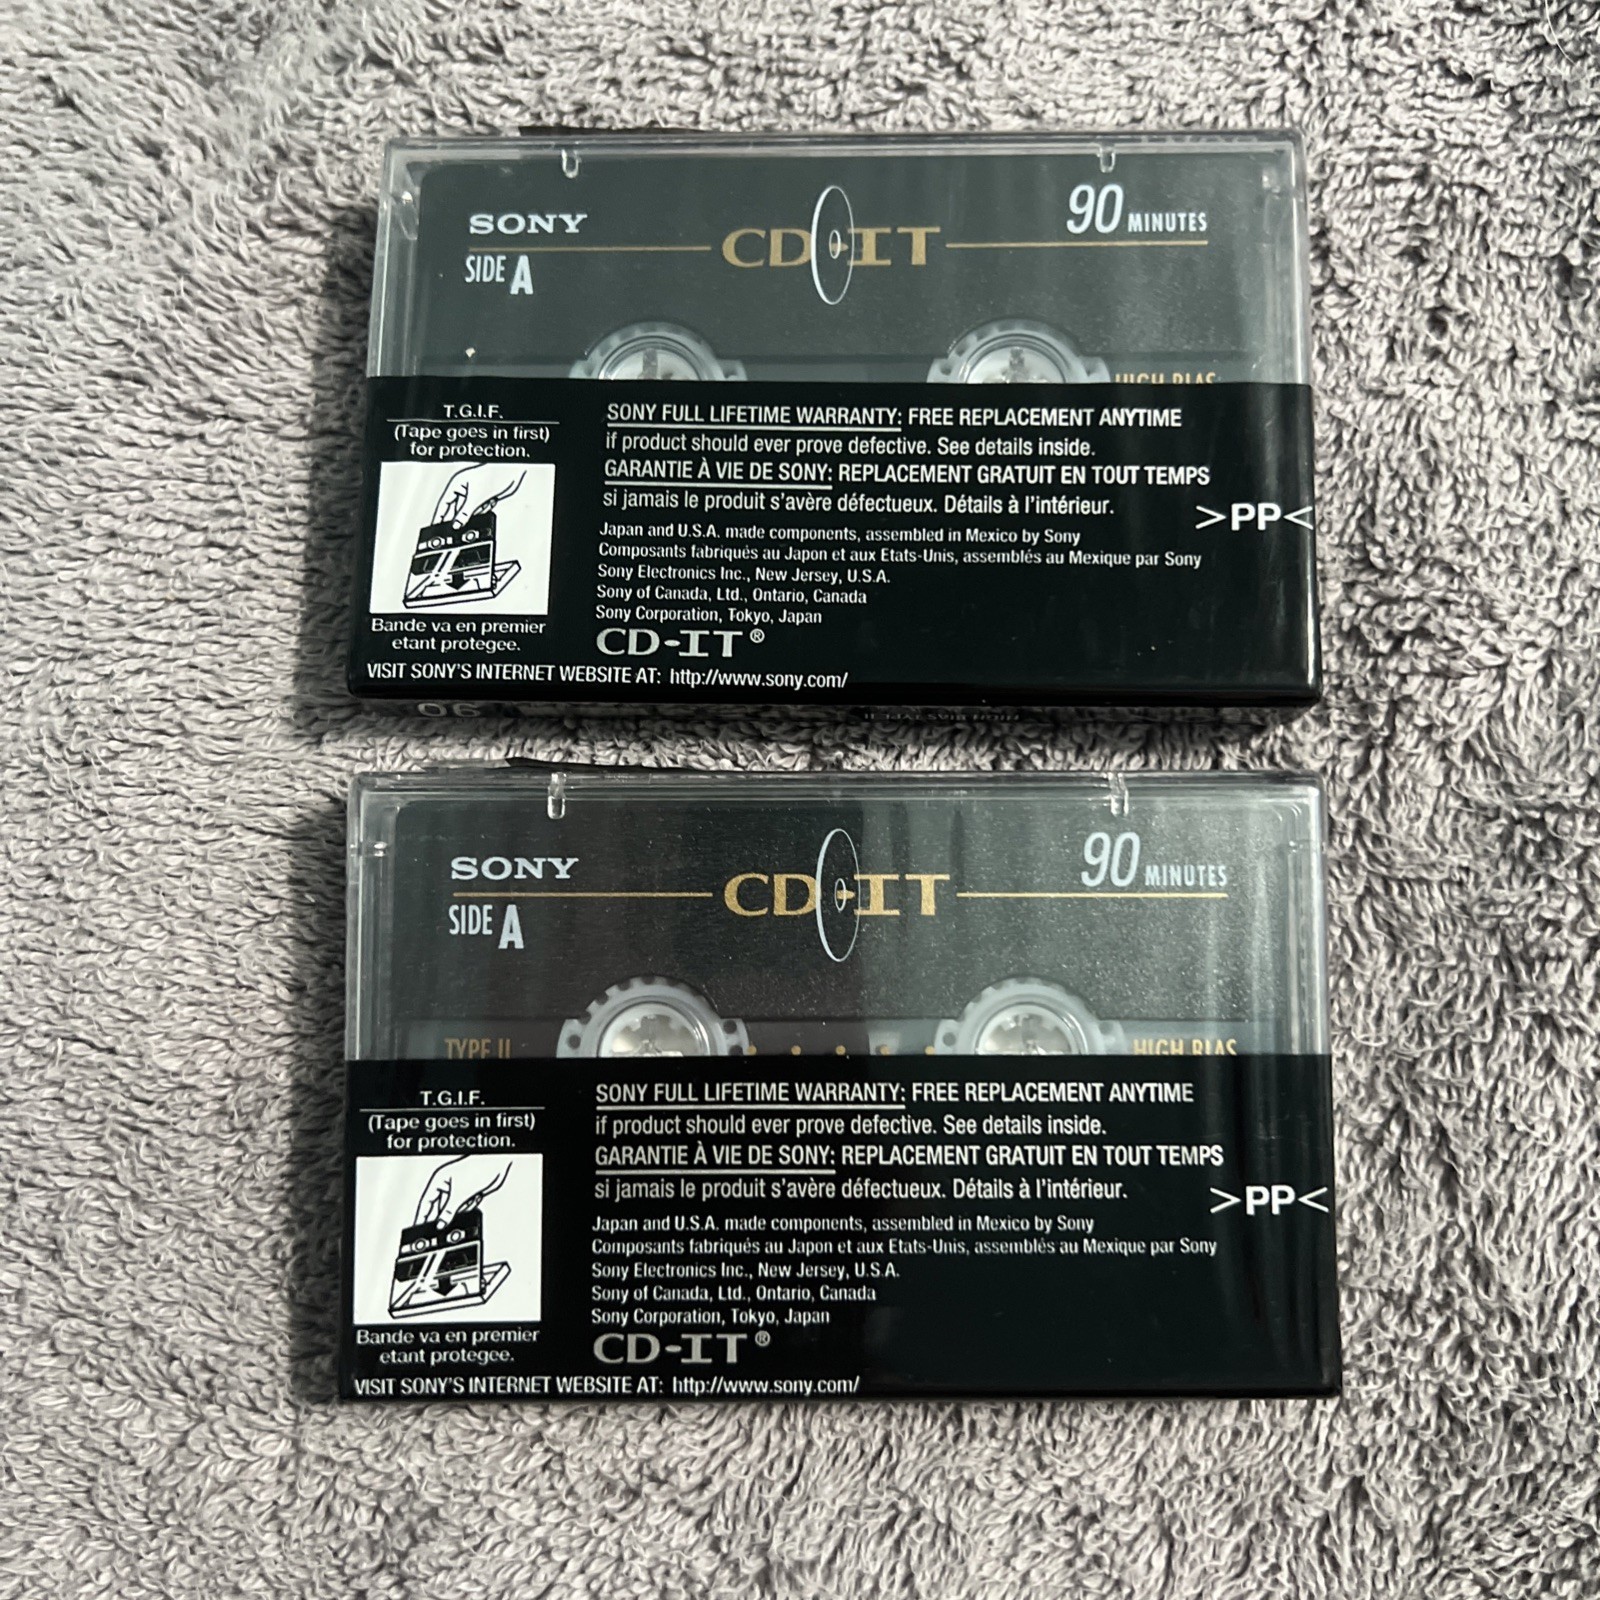 SONY
CD-IT
90 MINUTES
SIDE A
HIGH BIAS
T.G.I.F.
(Tape goes in first)
for protection.
Bande va en premier
etant protegee.
SONY FULL LIFETIME WARRANTY: FREE REPLACEMENT ANYTIME
if product should ever prove defective. See details inside.
GARANTIE À VIE DE SONY: REPLACEMENT GRATUIT EN TOUT TEMPS
si jamais le produit s'avère défectueux. Détails à l'intérieur.
>PP<
Japan and U.S.A. made components, assembled in Mexico by Sony
Composants fabriqués au Japon et aux Etats-Unis, assemblés au Mexique par Sony
Sony Electronics Inc., New Jersey, U.S.A.
Sony of Canada, Ltd., Ontario, Canada
Sony Corporation, Tokyo, Japan
CD-IT®
VISIT SONY'S INTERNET WEBSITE AT: http://www.sony.com/
90
HIGH BIAS TYPE II
SONY
CD-IT
90 MINUTES
SIDE A
TYPE II
HIGH BIAS
T.G.I.F.
(Tape goes in first)
for protection.
Bande va en premier
etant protegee.
SONY FULL LIFETIME WARRANTY: FREE REPLACEMENT ANYTIME
if product should ever prove defective. See details inside.
GARANTIE À VIE DE SONY: REPLACEMENT GRATUIT EN TOUT TEMPS
si jamais le produit s'avère défectueux. Détails à l'intérieur.
>PP<
Japan and U.S.A. made components, assembled in Mexico by Sony
Composants fabriqués au Japon et aux Etats-Unis, assemblés au Mexique par Sony
Sony Electronics Inc., New Jersey, U.S.A.
Sony of Canada, Ltd., Ontario, Canada
Sony Corporation, Tokyo, Japan
CD-IT®
VISIT SONY'S INTERNET WEBSITE AT: http://www.sony.com/